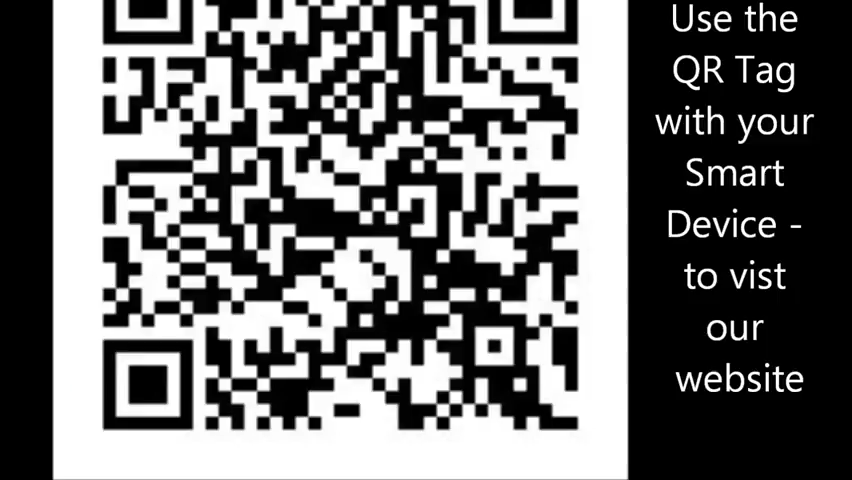 Use the
QR Tag
with your
Smart
Device -
to vist
our
website